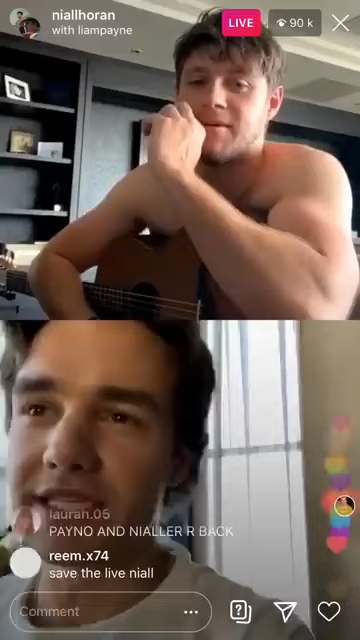 niallhoran
with liampayne
LIVE
90 k
lauran.05
PAYNO AND NIALLER R BACK
reem.x74
save the live niall
Comment